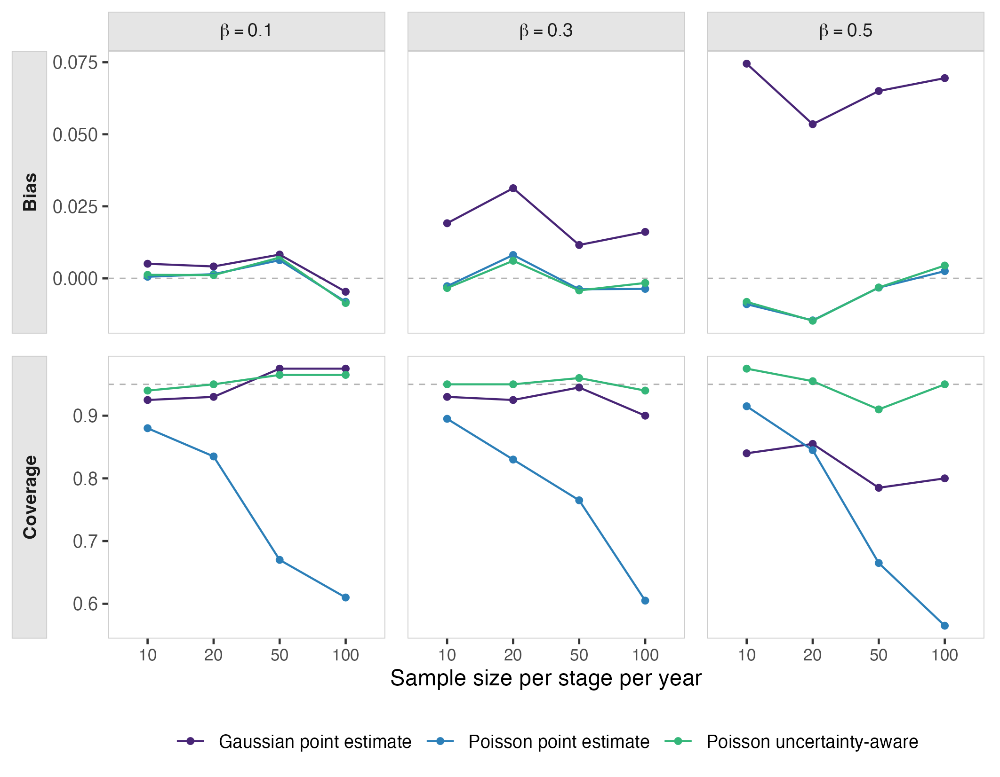 β = 0.1
β = 0.3
β = 0.5
Bias
0.075
0.050
0.025
0.000
Coverage
0.9
0.8
0.7
0.6
10 20 50 100
10 20 50 100
10 20 50 100
Sample size per stage per year
Gaussian point estimate
Poisson point estimate
Poisson uncertainty-aware